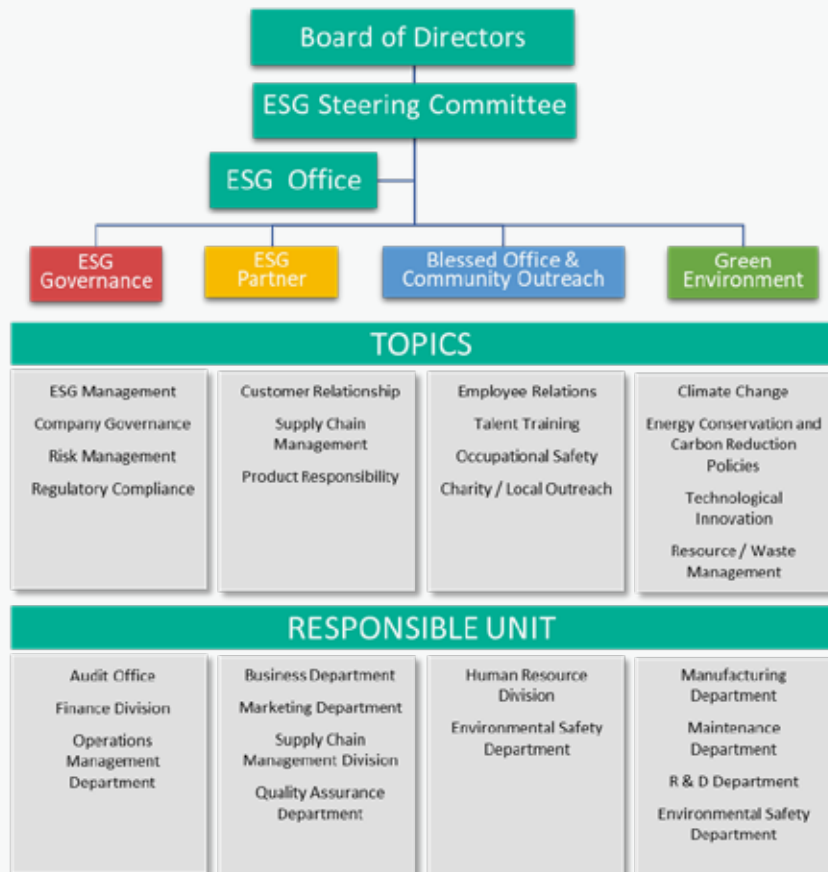 Board of Directors
ESG Steering Committee
ESG Office
ESG
Governance
ESG
Partner
Blessed Office &
Community Outreach
Green
Environment
TOPICS
ESG Management
Company Governance
Risk Management
Regulatory Compliance
Customer Relationship
Supply Chain
Management
Product Responsibility
Employee Relations
Talent Training
Occupational Safety
Charity / Local Outreach
Climate Change
Energy Conservation and
Carbon Reduction
Policies
Technological
Innovation
Resource / Waste
Management
RESPONSIBLE UNIT
Audit Office
Finance Division
Operations
Management
Department
Business Department
Marketing Department
Supply Chain
Management Division
Quality Assurance
Department
Human Resource
Division
Environmental Safety
Department
Manufacturing
Department
Maintenance
Department
R & D Department
Environmental Safety
Department